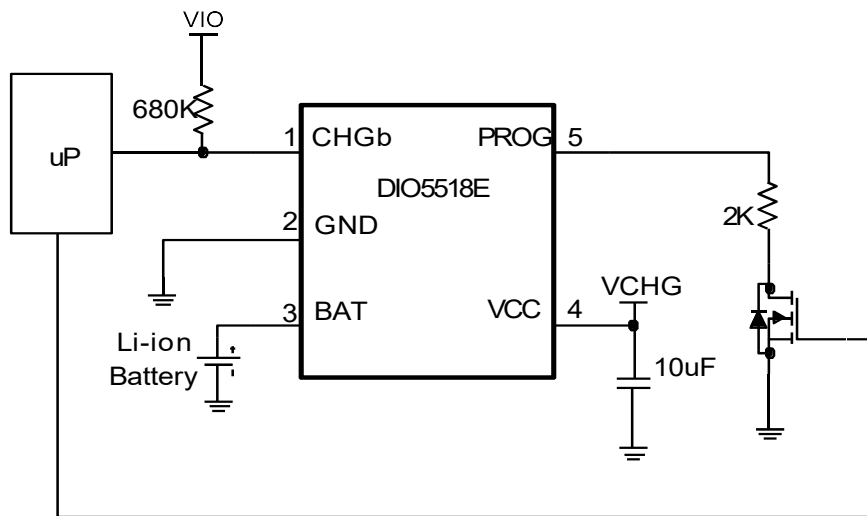 VIO
680K
uP
1
CHGb
PROG
5
DIO5518E
2
GND
2K
3
BAT
VCC
4
VCHG
Li-ion
Battery
10uF